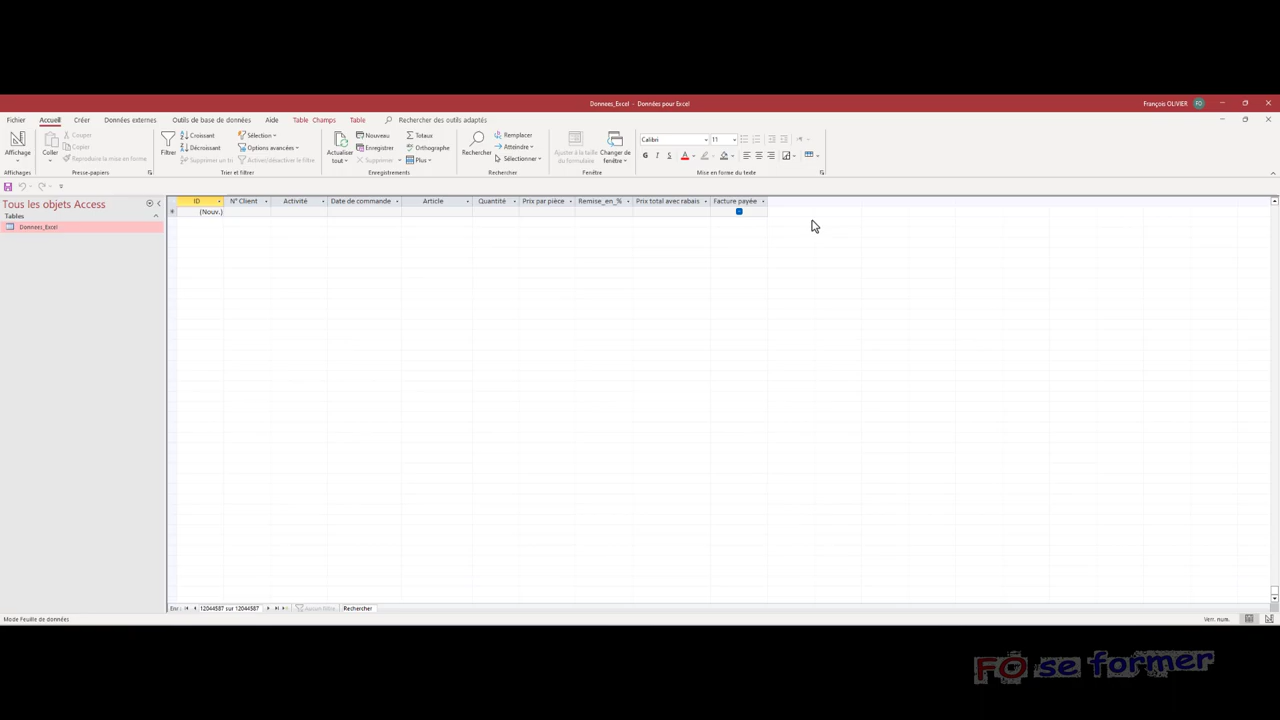 Donnees_Excel - Données pour Excel
François OLIVIER FO
Fichier Accueil Créer Données externes Outils de base de données Aide Table Champs Table Rechercher des outils adaptés
Affichage
Affichages
Coller
Couper
Copier
Reproduire la mise en forme
Presse-papiers
Filtrer
Croissant
Décroissant
Supprimer un tri
Sélection
Options avancées
Activer/désactiver le filtre
Trier et filtrer
Actualiser tout
Nouveau
Enregistrer
Supprimer
Totaux
Orthographe
Plus
Enregistrements
Rechercher
Remplacer
Atteindre
Sélectionner
Rechercher
Ajuster à la taille du formulaire
Changer de fenêtre
Fenêtre
Calibri 11
G I S A
Mise en forme du texte
Tous les objets Access
Tables
Donnees_Excel
ID N° Client Activité Date de commande Article Quantité Prix par pièce Remise_en_% Prix total avec rabais Facture payée
* (Nouv.)
Enr : 12044587 sur 12044587 Aucun filtre Rechercher
Mode Feuille de données Verr. num.
FO se former